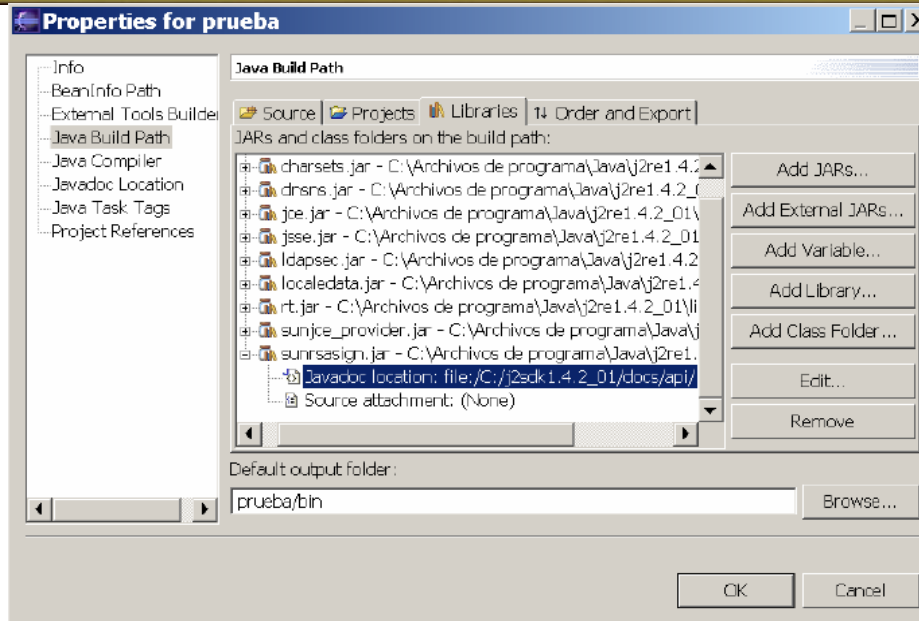 Properties for prueba
Info
BeanInfo Path
External Tools Builder
Java Build Path
Java Compiler
Javadoc Location
Java Task Tags
Project References
Java Build Path
Source Projects Libraries Order and Export
JARs and class folders on the build path:
charsets.jar - C:\Archivos de programa\Java\j2re1.4.2
dnsns.jar - C:\Archivos de programa\Java\j2re1.4.2_(
jce.jar - C:\Archivos de programa\Java\j2re1.4.2_01\
jsse.jar - C:\Archivos de programa\Java\j2re1.4.2_01
ldapsec.jar - C:\Archivos de programa\Java\j2re1.4.2
localedata.jar - C:\Archivos de programa\Java\j2re1.4
rt.jar - C:\Archivos de programa\Java\j2re1.4.2_01\li
sunjce_provider.jar - C:\Archivos de programa\Java\j
sunrsasign.jar - C:\Archivos de programa\Java\j2re1.
Javadoc location: file:/C:/j2sdk1.4.2_01/docs/api/
Source attachment: (None)
Add JARs...
Add External JARs...
Add Variable...
Add Library...
Add Class Folder...
Edit...
Remove
Default output folder:
prueba/bin
Browse...
OK
Cancel